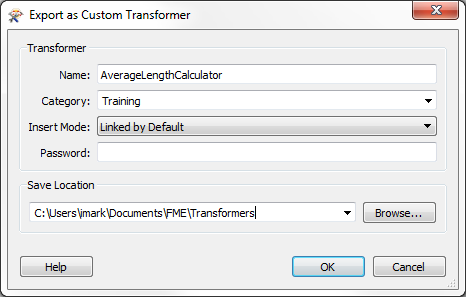 Export as Custom Transformer
Transformer
Name: AverageLengthCalculator
Category: Training
Insert Mode: Linked by Default
Password:
Save Location
C:\Users\imark\Documents\FME\Transformers
Browse...
Help OK Cancel